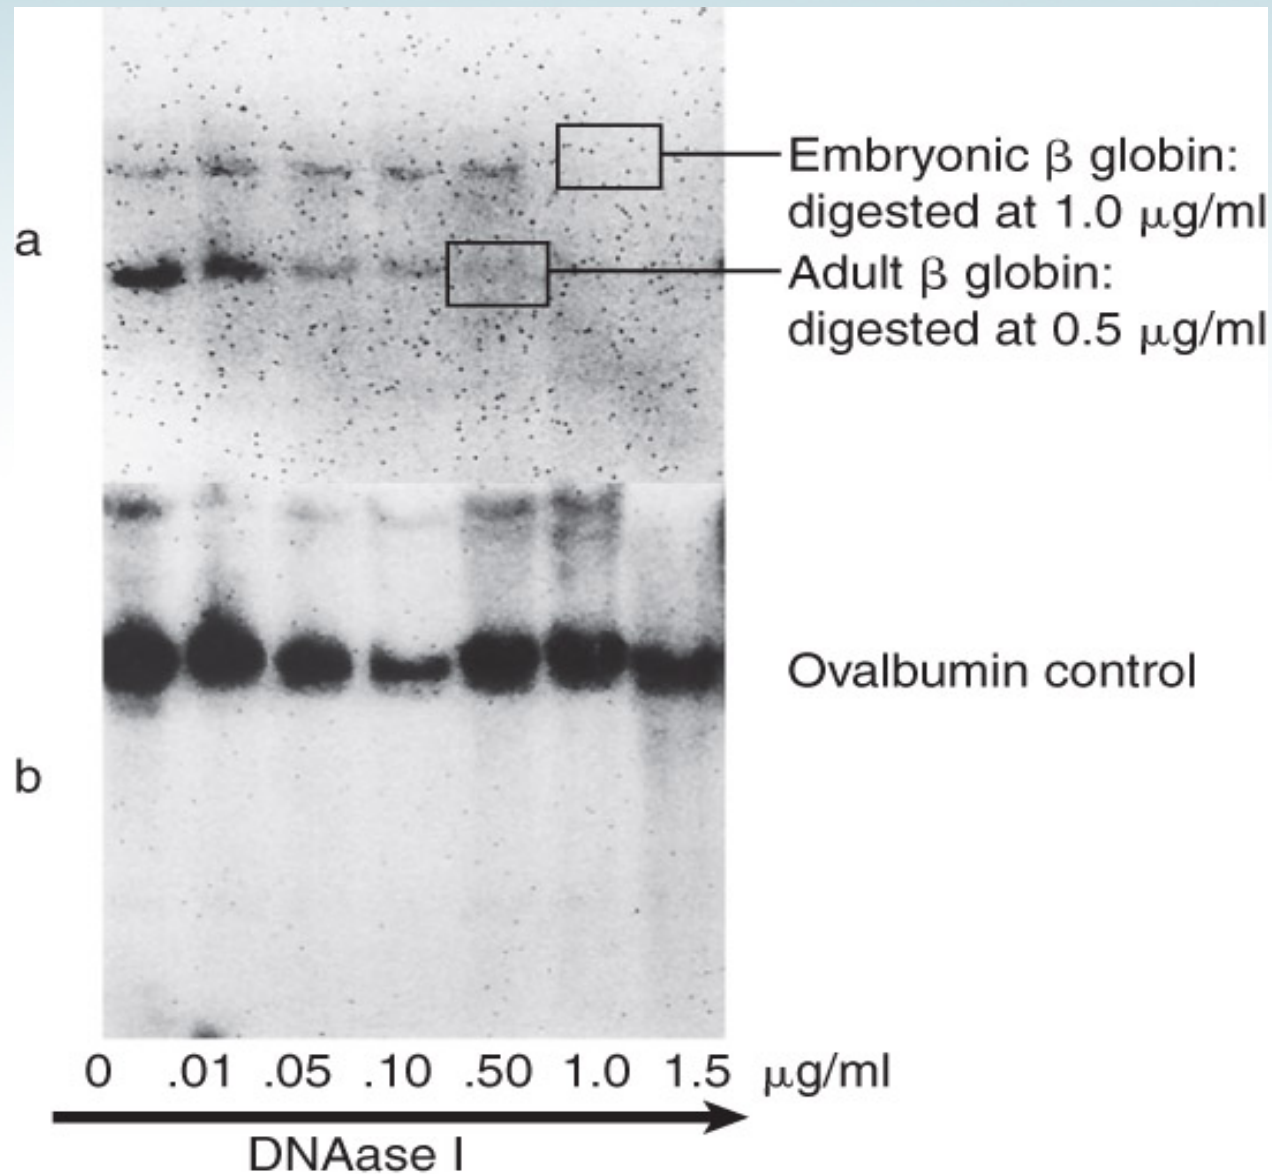 a
Embryonic β globin:
digested at 1.0 μg/ml
Adult β globin:
digested at 0.5 μg/ml
Ovalbumin control
b
0 .01 .05 .10 .50 1.0 1.5 μg/ml
DNAase I